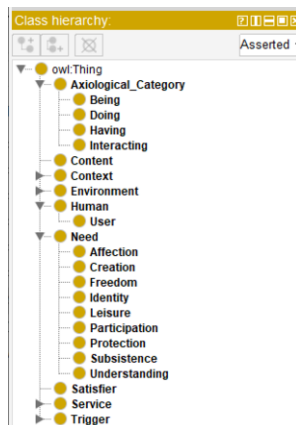 Class hierarchy:
Asserted
owl:Thing
Axiological_Category
Being
Doing
Having
Interacting
Content
Context
Environment
Human
User
Need
Affection
Creation
Freedom
Identity
Leisure
Participation
Protection
Subsistence
Understanding
Satisfier
Service
Trigger